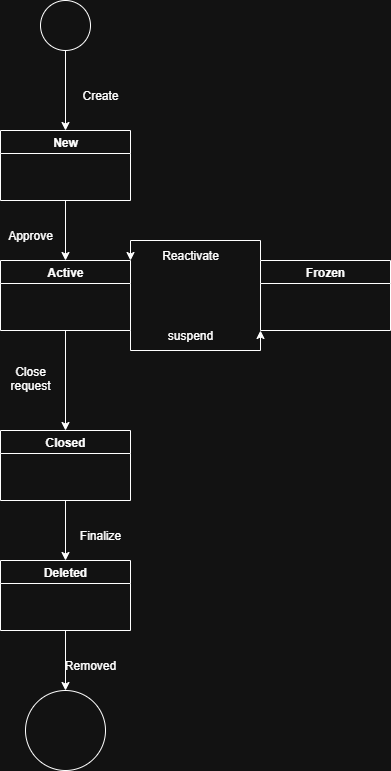 Create
New
Approve
Reactivate
Active
Frozen
suspend
Close
request
Closed
Finalize
Deleted
Removed